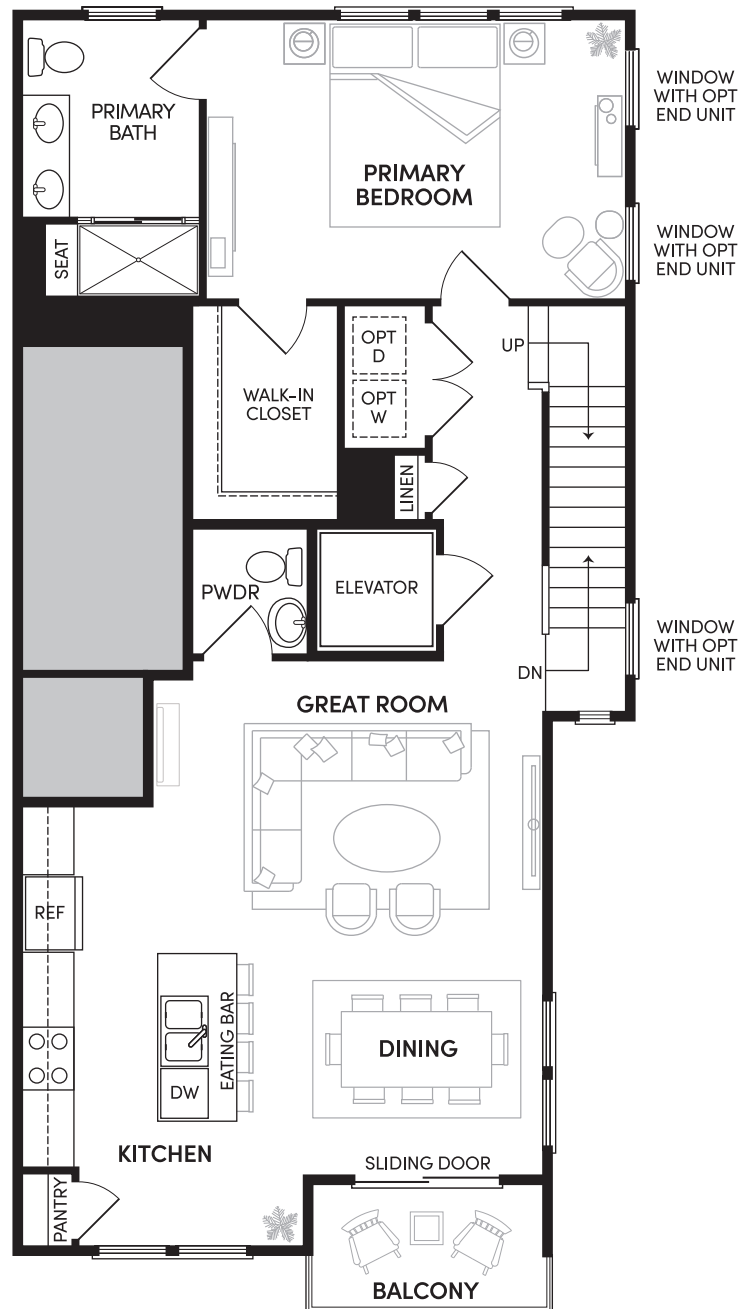 WINDOW
WITH OPT
END UNIT
PRIMARY
BATH
PRIMARY
BEDROOM
WINDOW
WITH OPT
END UNIT
SEAT
OPT
D
UP
WALK-IN
CLOSET
OPT
W
LINEN
PWDR
ELEVATOR
WINDOW
WITH OPT
END UNIT
DN
GREAT ROOM
REF
EATING BAR
DINING
DW
KITCHEN
SLIDING DOOR
PANTRY
BALCONY